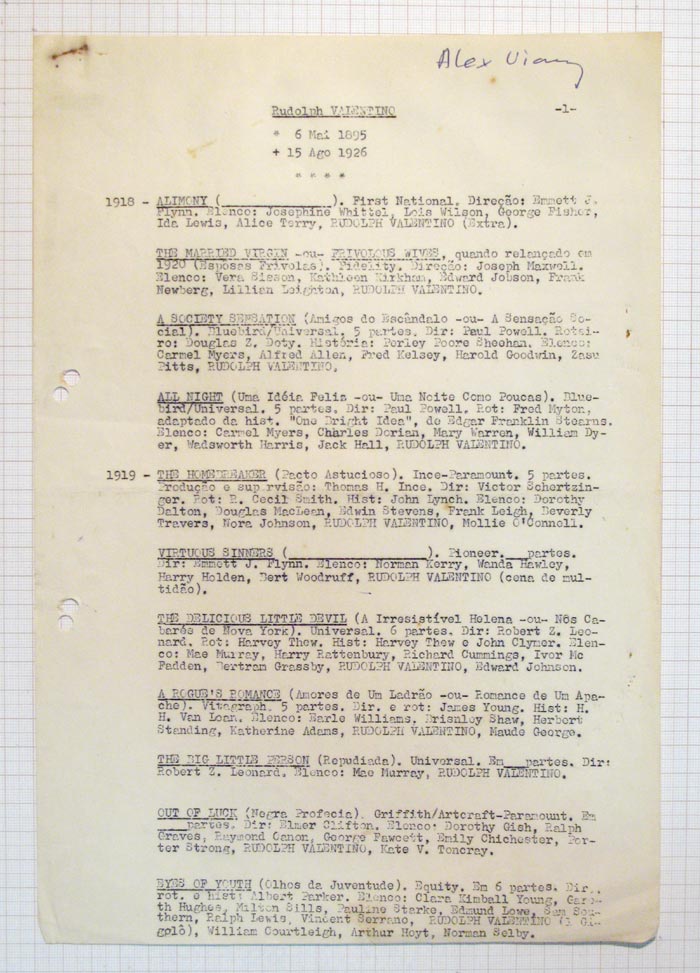 Alex Viany
Rudolph VALENTINO -1-
* 6 Mai 1895
+ 15 Ago 1926
* * * *
1918 - ALIMONY (_______________). First National. Direção: Emmett J.
Flynn. Elenco: Josephine Whittel, Lois Wilson, George Fisher,
Ida Lewis, Alice Terry, RUDOLPH VALENTINO (Extra).
THE MARRIED VIRGIN -ou- FRIVOLOUS WIVES, quando relançado em
1920 (Esposas Frívolas). Fidelity. Direção: Joseph Maxwell.
Elenco: Vera Sisson, Kathleen Kirkham, Edward Jobson, Frank
Newberg, Lillian Leighton, RUDOLPH VALENTINO.
A SOCIETY SENSATION (Amigos do Escândalo -ou- A Sensação So-
cial). Bluebird/Universal. 5 partes. Dir: Paul Powell. Rotei-
ro: Douglas Z. Doty. História: Perley Poore Sheehan. Elenco:
Carmel Myers, Alfred Allen, Fred Kelsey, Harold Goodwin, Zasu
Pitts, RUDOLPH VALENTINO.
ALL NIGHT (Uma Idéia Feliz -ou- Uma Noite Como Poucas). Blue-
bird/Universal. 5 partes. Dir: Paul Powell. Rot: Fred Myton,
adaptado da hist. "One Bright Idea", de Edgar Franklin Stearns.
Elenco: Carmel Myers, Charles Dorian, Mary Warren, William Dy-
er, Wadsworth Harris, Jack Hall, RUDOLPH VALENTINO.
1919 - THE HOMEBREAKER (Pacto Astucioso). Ince-Paramount. 5 partes.
Produção e suprvisão: Thomas H. Ince. Dir: Victor Schertzin-
ger. Rot: R. Cecil Smith. Hist: John Lynch. Elenco: Dorothy
Dalton, Douglas MacLean, Edwin Stevens, Frank Leigh, Beverly
Travers, Nora Johnson, RUDOLPH VALENTINO, Mollie O'Connell.
VIRTUOUS SINNERS (__________________). Pioneer.___partes.
Dir: Emmett J. Flynn. Elenco: Norman Kerry, Wanda Hawley,
Harry Holden, Bert Woodruff, RUDOLPH VALENTINO (cena de mul-
tidão).
THE DELICIOUS LITTLE DEVIL (A Irresistível Helena -ou- Nos Ca-
barés de Nova York). Universal. 6 partes. Dir: Robert Z. Leo-
nard. Rot: Harvey Thew. Hist: Harvey Thew e John Clymer. Elen-
co: Mae Murray, Harry Rattenbury, Richard Cummings, Ivor Mc
Fadden, Bertram Grassby, RUDOLPH VALENTINO, Edward Johnson.
A ROGUE'S ROMANCE (Amores de Um Ladrão -ou- Romance de Um Apa-
che). Vitagraph. 5 partes. Dir. e rot: James Young. Hist: H.
H. Van Loan. Elenco: Earle Williams, Brisnley Shaw, Herbert
Standing, Katherine Adams, RUDOLPH VALENTINO, Maude George.
THE BIG LITTLE PERSON (Repudiada). Universal. Em___partes. Dir:
Robert Z. Leonard. Elenco: Mae Murray, RUDOLPH VALENTINO.
OUT OF LUCK (Negra Profecia). Griffith/Artcraft-Paramount. Em
____partes. Dir: Elmer Clifton. Elenco: Dorothy Gish, Ralph
Graves, Raymond Canon, George Fawcett, Emily Chichester, Por-
ter Strong, RUDOLPH VALENTINO, Kate V. Toncray.
EYES OF YOUTH (Olhos da Juventude). Equity. Em 6 partes. Dir.,
rot. e hist: Albert Parker. Elenco: Clara Kimball Young, Gare-
th Hughes, Milton Sills, Pauline Starke, Edmund Lowe, Sam Sou-
thern, Ralph Lewis, Vincent Serrano, RUDOLPH VALENTINO (o Gi-
golô), William Courtleigh, Arthur Hoyt, Norman Selby.